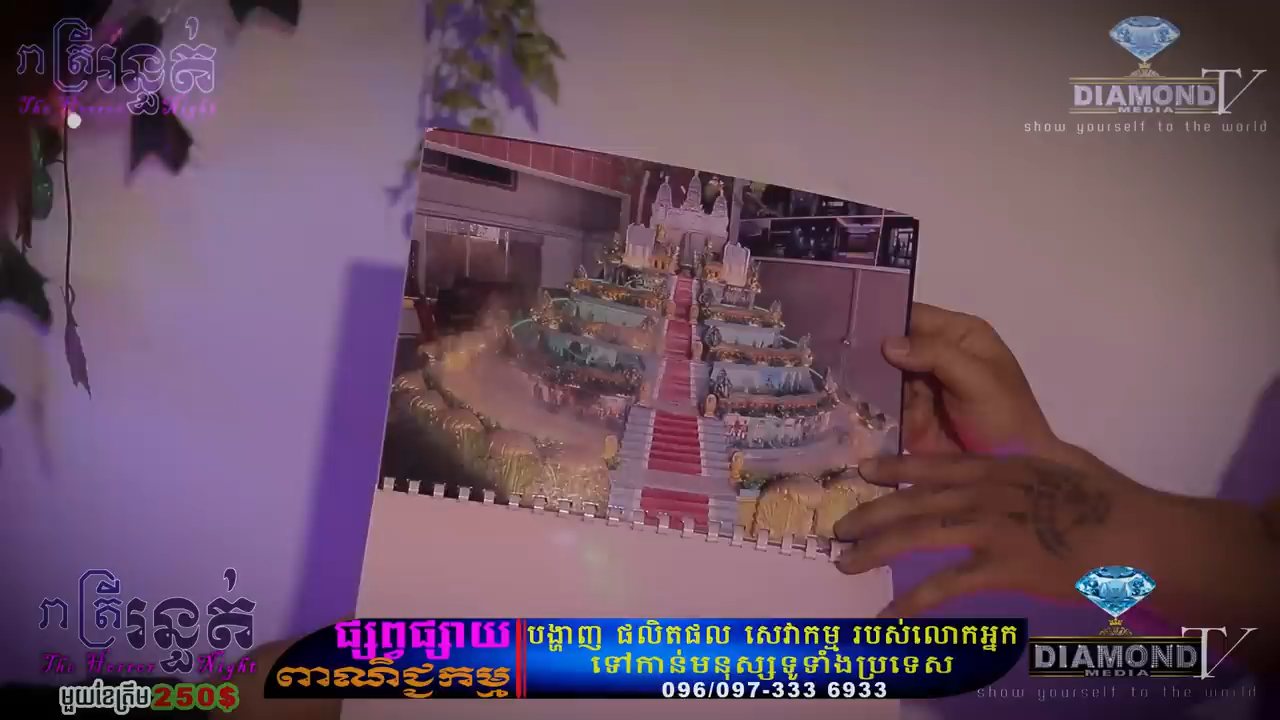 រាត្រីរន្ធត់
The Horror Night
DIAMOND TV
MEDIA
show yourself to the world
រាត្រីរន្ធត់
The Horror Night
មួយខែត្រឹម 250$
ផ្សព្វផ្សាយ
ពាណិជ្ជកម្ម
បង្ហាញ ផលិតផល សេវាកម្ម របស់លោកអ្នក
ទៅកាន់មនុស្សទូទាំងប្រទេស
096/097-333 6933
DIAMOND TV
MEDIA
show yourself to the world